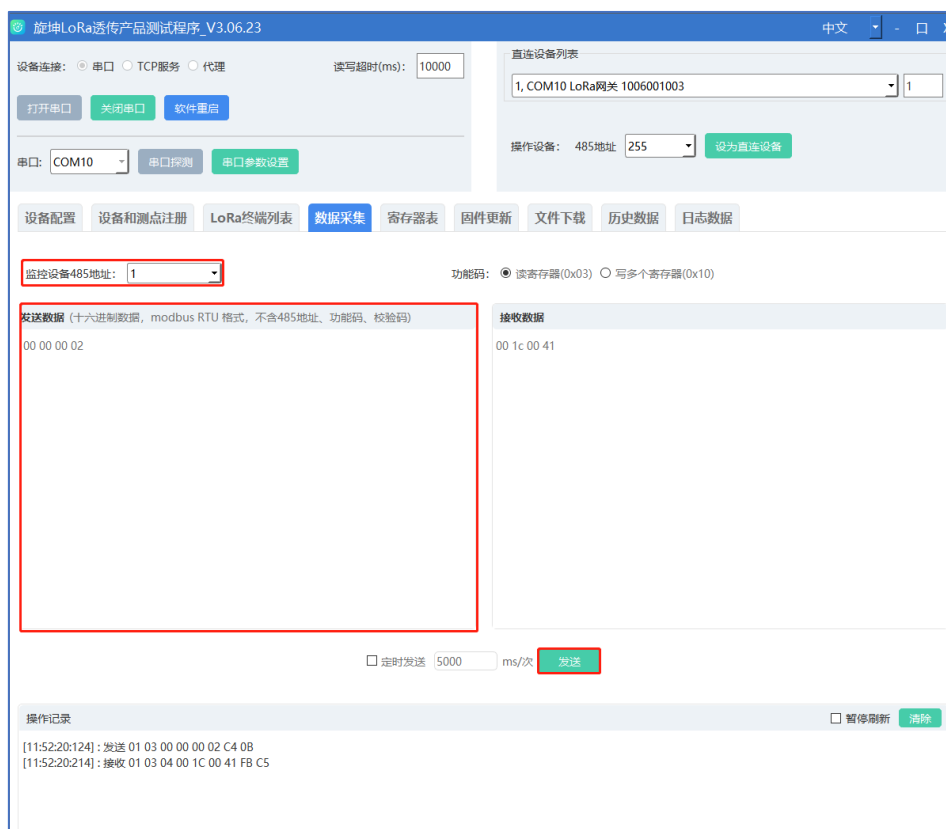 旋坤LoRa透传产品测试程序_V3.06.23 中文
设备连接： 串口 TCP服务 代理 读写超时(ms)： 10000
打开串口 关闭串口 软件重启
串口: COM10 串口探测 串口参数设置
直连设备列表
1, COM10 LoRa网关 1006001003 1
操作设备： 485地址 255 设为直连设备
设备配置 设备和测点注册 LoRa终端列表 数据采集 寄存器表 固件更新 文件下载 历史数据 日志数据
监控设备485地址： 1 功能码： 读寄存器(0x03) 写多个寄存器(0x10)
发送数据 (十六进制数据，modbus RTU 格式，不含485地址、功能码、校验码)
00 00 00 02
接收数据
00 1c 00 41
定时发送 5000 ms/次 发送
操作记录 暂停刷新 清除
[11:52:20:124] : 发送 01 03 00 00 00 02 C4 0B
[11:52:20:214] : 接收 01 03 04 00 1C 00 41 FB C5